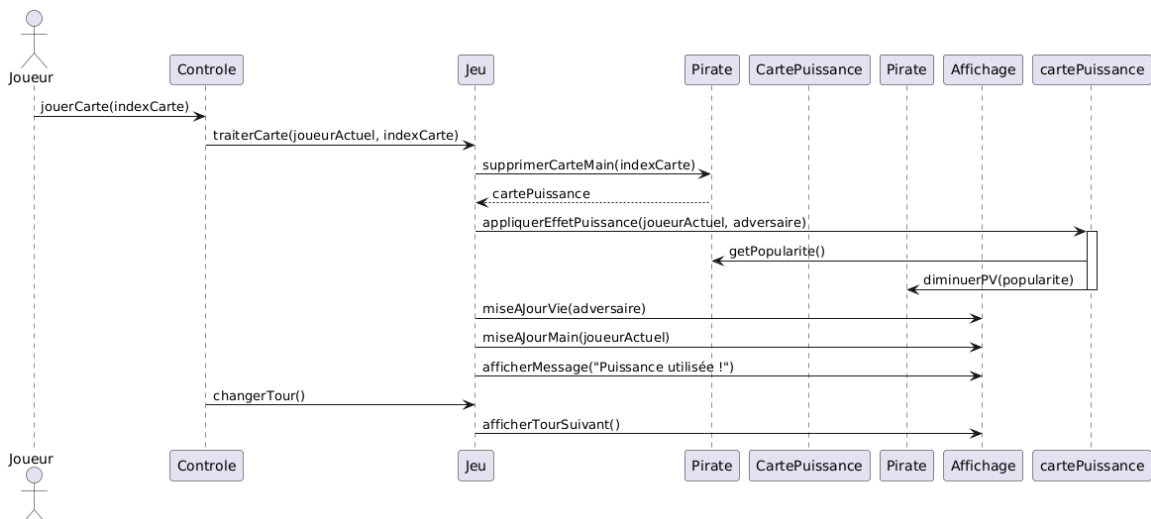 Joueur
Controle
Jeu
Pirate
CartePuissance
Pirate
Affichage
cartePuissance
jouerCarte(indexCarte)
traiterCarte(joueurActuel, indexCarte)
supprimerCarteMain(indexCarte)
cartePuissance
appliquerEffetPuissance(joueurActuel, adversaire)
getPopularite()
diminuerPV(popularite)
miseAJourVie(adversaire)
miseAJourMain(joueurActuel)
afficherMessage("Puissance utilisée !")
changerTour()
afficherTourSuivant()
Joueur
Controle
Jeu
Pirate
CartePuissance
Pirate
Affichage
cartePuissance